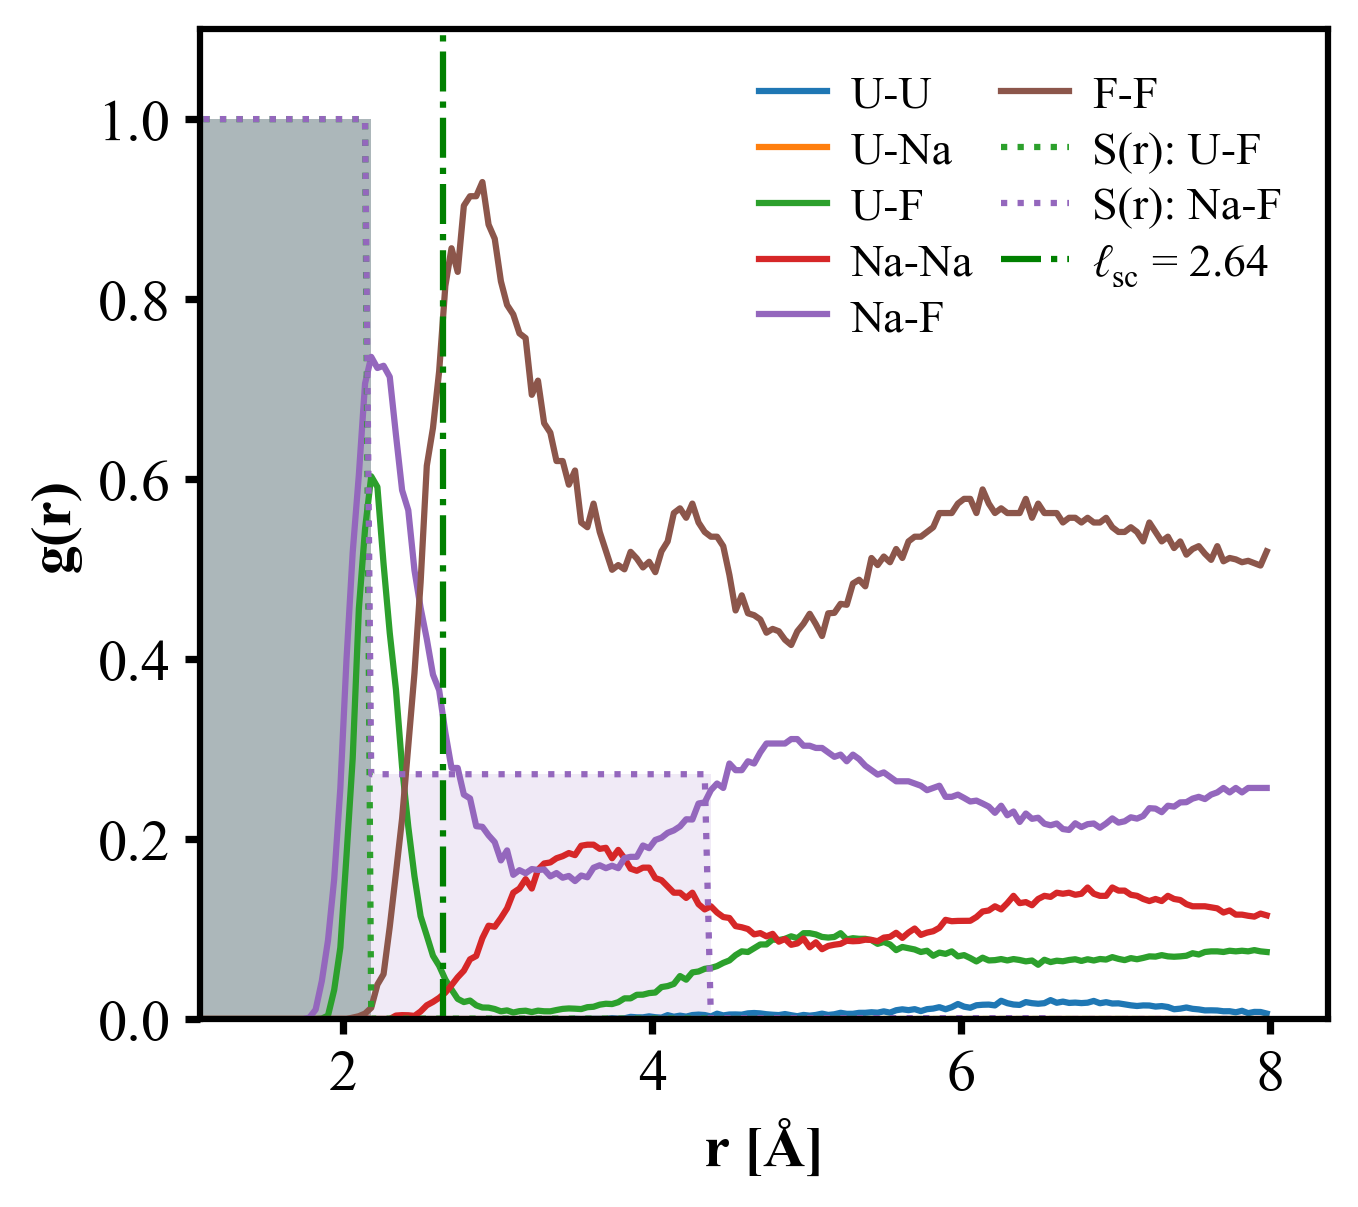 1.0
0.8
0.6
0.4
0.2
0.0
g(r)
2
4
6
8
r [Å]
U-U
U-Na
U-F
Na-Na
Na-F
F-F
S(r): U-F
S(r): Na-F
ℓsc = 2.64